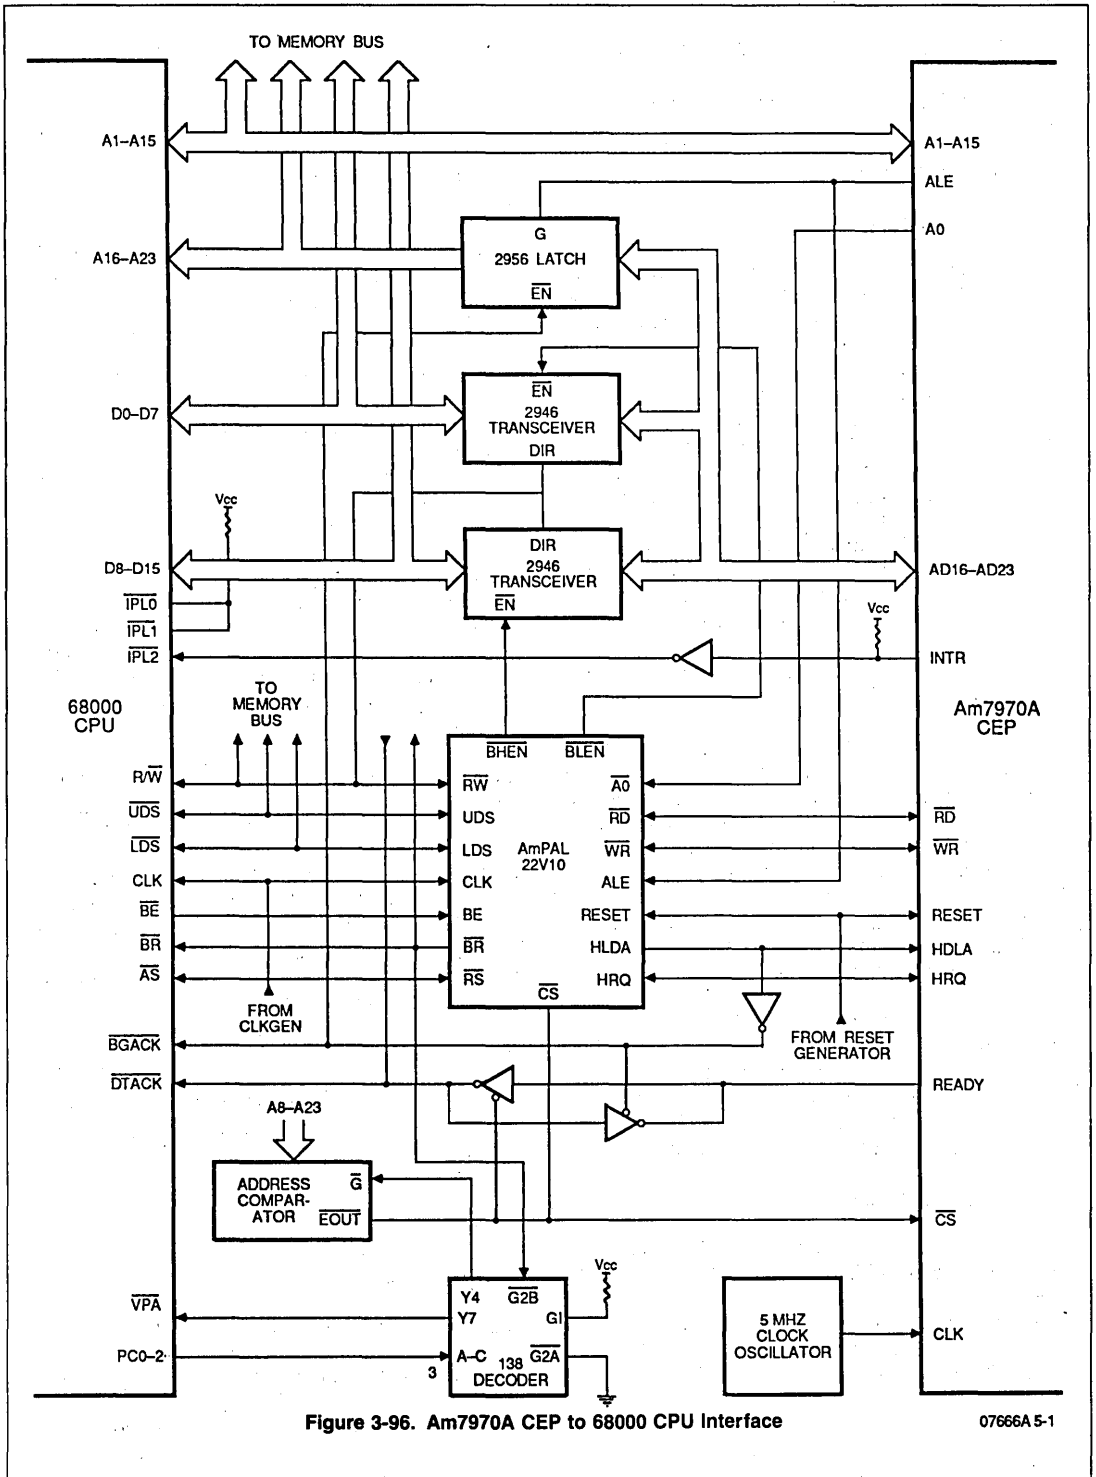 TO MEMORY BUS
A1–A15
A1–A15
ALE
A0
G
2956 LATCH
EN
A16–A23
EN
2946
TRANSCEIVER
DIR
D0–D7
Vcc
DIR
2946
TRANSCEIVER
EN
D8–D15
AD16–AD23
IPL0
IPL1
IPL2
Vcc
INTR
TO
MEMORY
BUS
68000
CPU
Am7970A
CEP
BHEN BLEN
R/W
RW
A0
UDS
UDS
RD
RD
LDS
LDS
AmPAL
22V10
WR
WR
CLK
CLK
ALE
BE
BE
RESET
RESET
BR
BR
HLDA
HDLA
AS
RS
HRQ
HRQ
CS
FROM
CLKGEN
FROM RESET
GENERATOR
BGACK
DTACK
READY
A8–A23
ADDRESS
COMPAR-
ATOR
G
EOUT
CS
Vcc
VPA
Y4
G2B
Y7
GI
PC0–2
3
A–C
G2A
138
DECODER
5 MHZ
CLOCK
OSCILLATOR
CLK
Figure 3-96. Am7970A CEP to 68000 CPU Interface
07666A 5-1